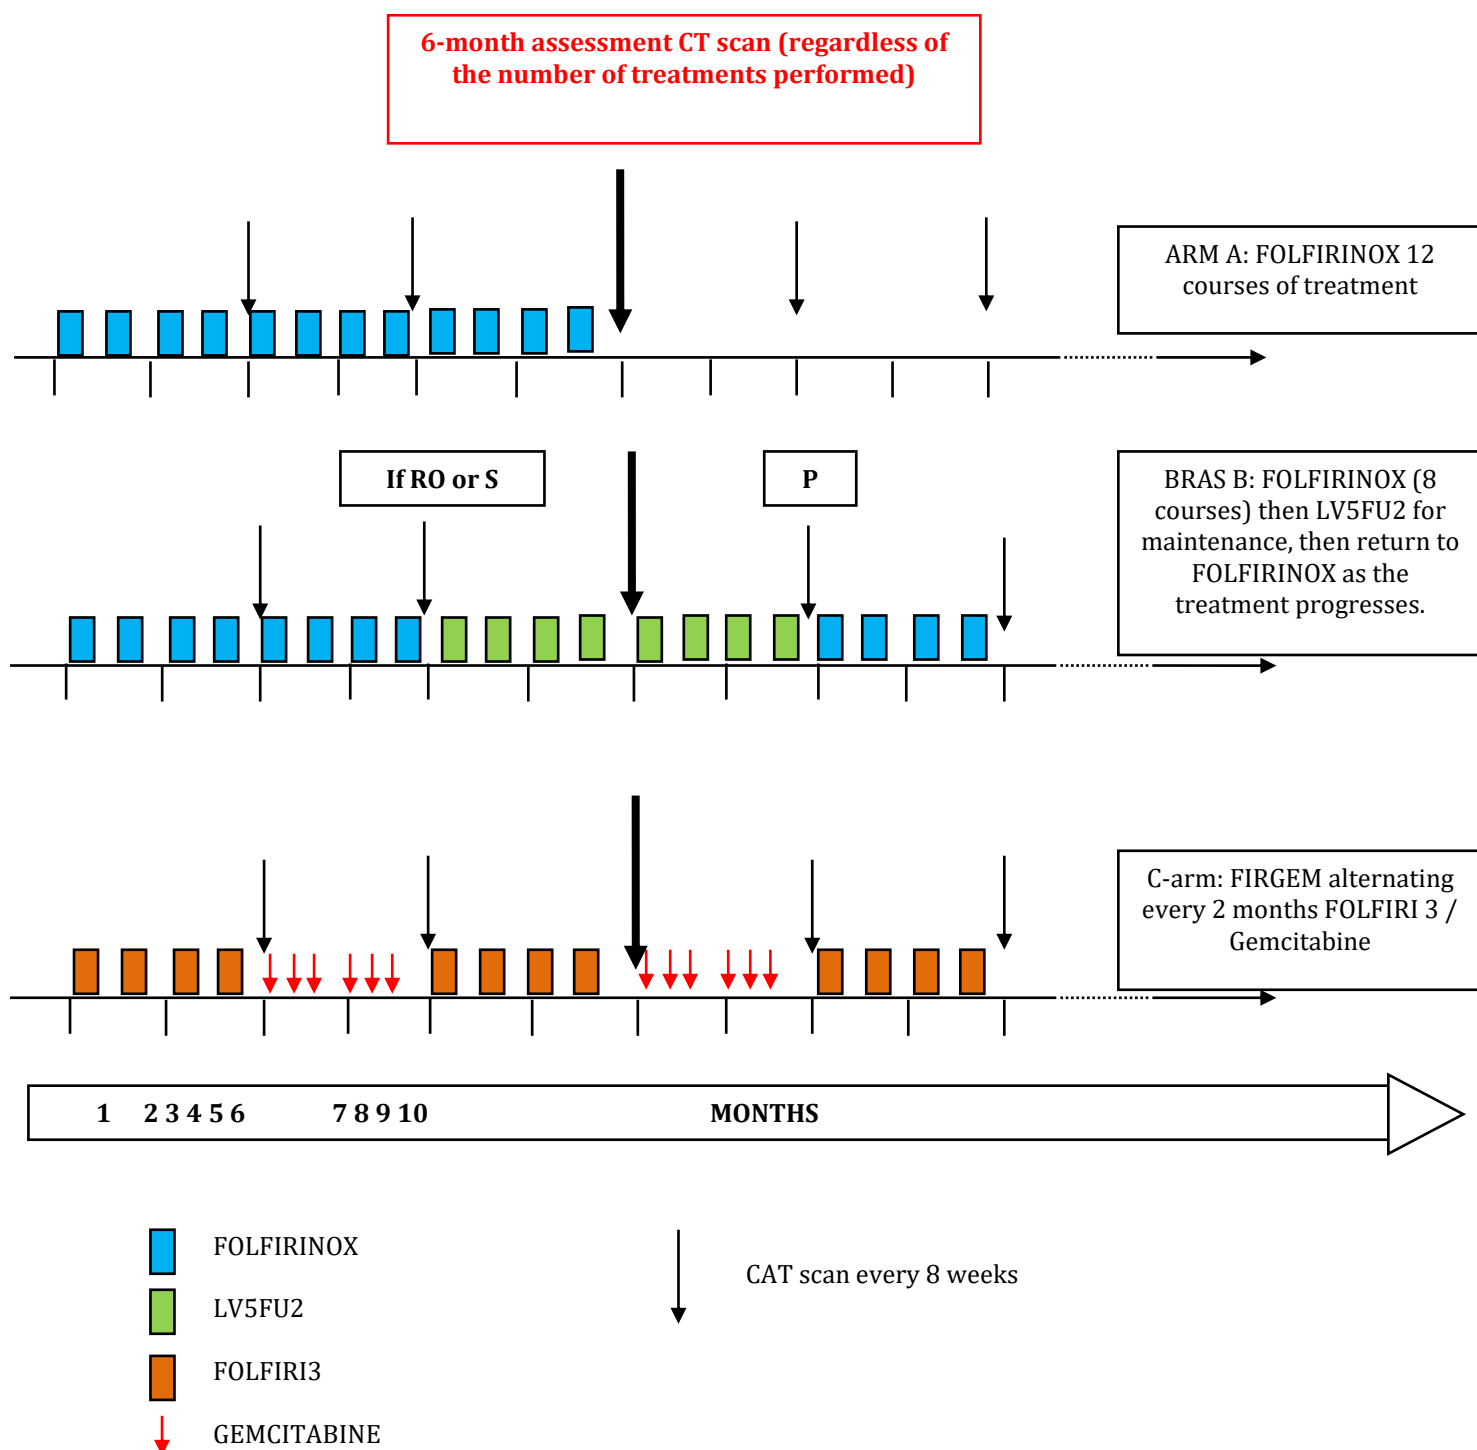 6-month assessment CT scan (regardless of
the number of treatments performed)
ARM A: FOLFIRINOX 12
courses of treatment
If RO or S
P
BRAS B: FOLFIRINOX (8
courses) then LV5FU2 for
maintenance, then return to
FOLFIRINOX as the
treatment progresses.
C-arm: FIRGEM alternating
every 2 months FOLFIRI 3 /
Gemcitabine
1 2 3 4 5 6 7 8 9 10 MONTHS
FOLFIRINOX
CAT scan every 8 weeks
LV5FU2
FOLFIRI3
GEMCITABINE